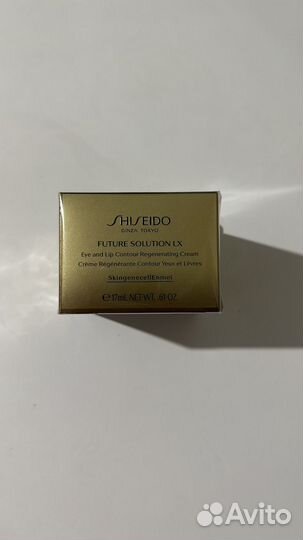 SHISEIDO
GINZA TOKYO
FUTURE SOLUTION LX
Eye and Lip Contour Regenerating Cream
Crème Régénérante Contour Yeux et Lèvres
SkingenecellEnmei
℮17mL NET WT. .61 OZ.
Avito